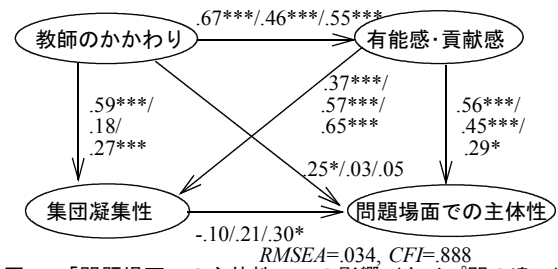 .67***/.46***/.55***
教師のかかわり
有能感・貢献感
.59***/
.18/
.27***
.37***/
.57***/
.65***
.56***/
.45***/
.29*
.25*/.03/.05
集団凝集性
問題場面での主体性
-.10/.21/.30*
RMSEA=.034, CFI=.888